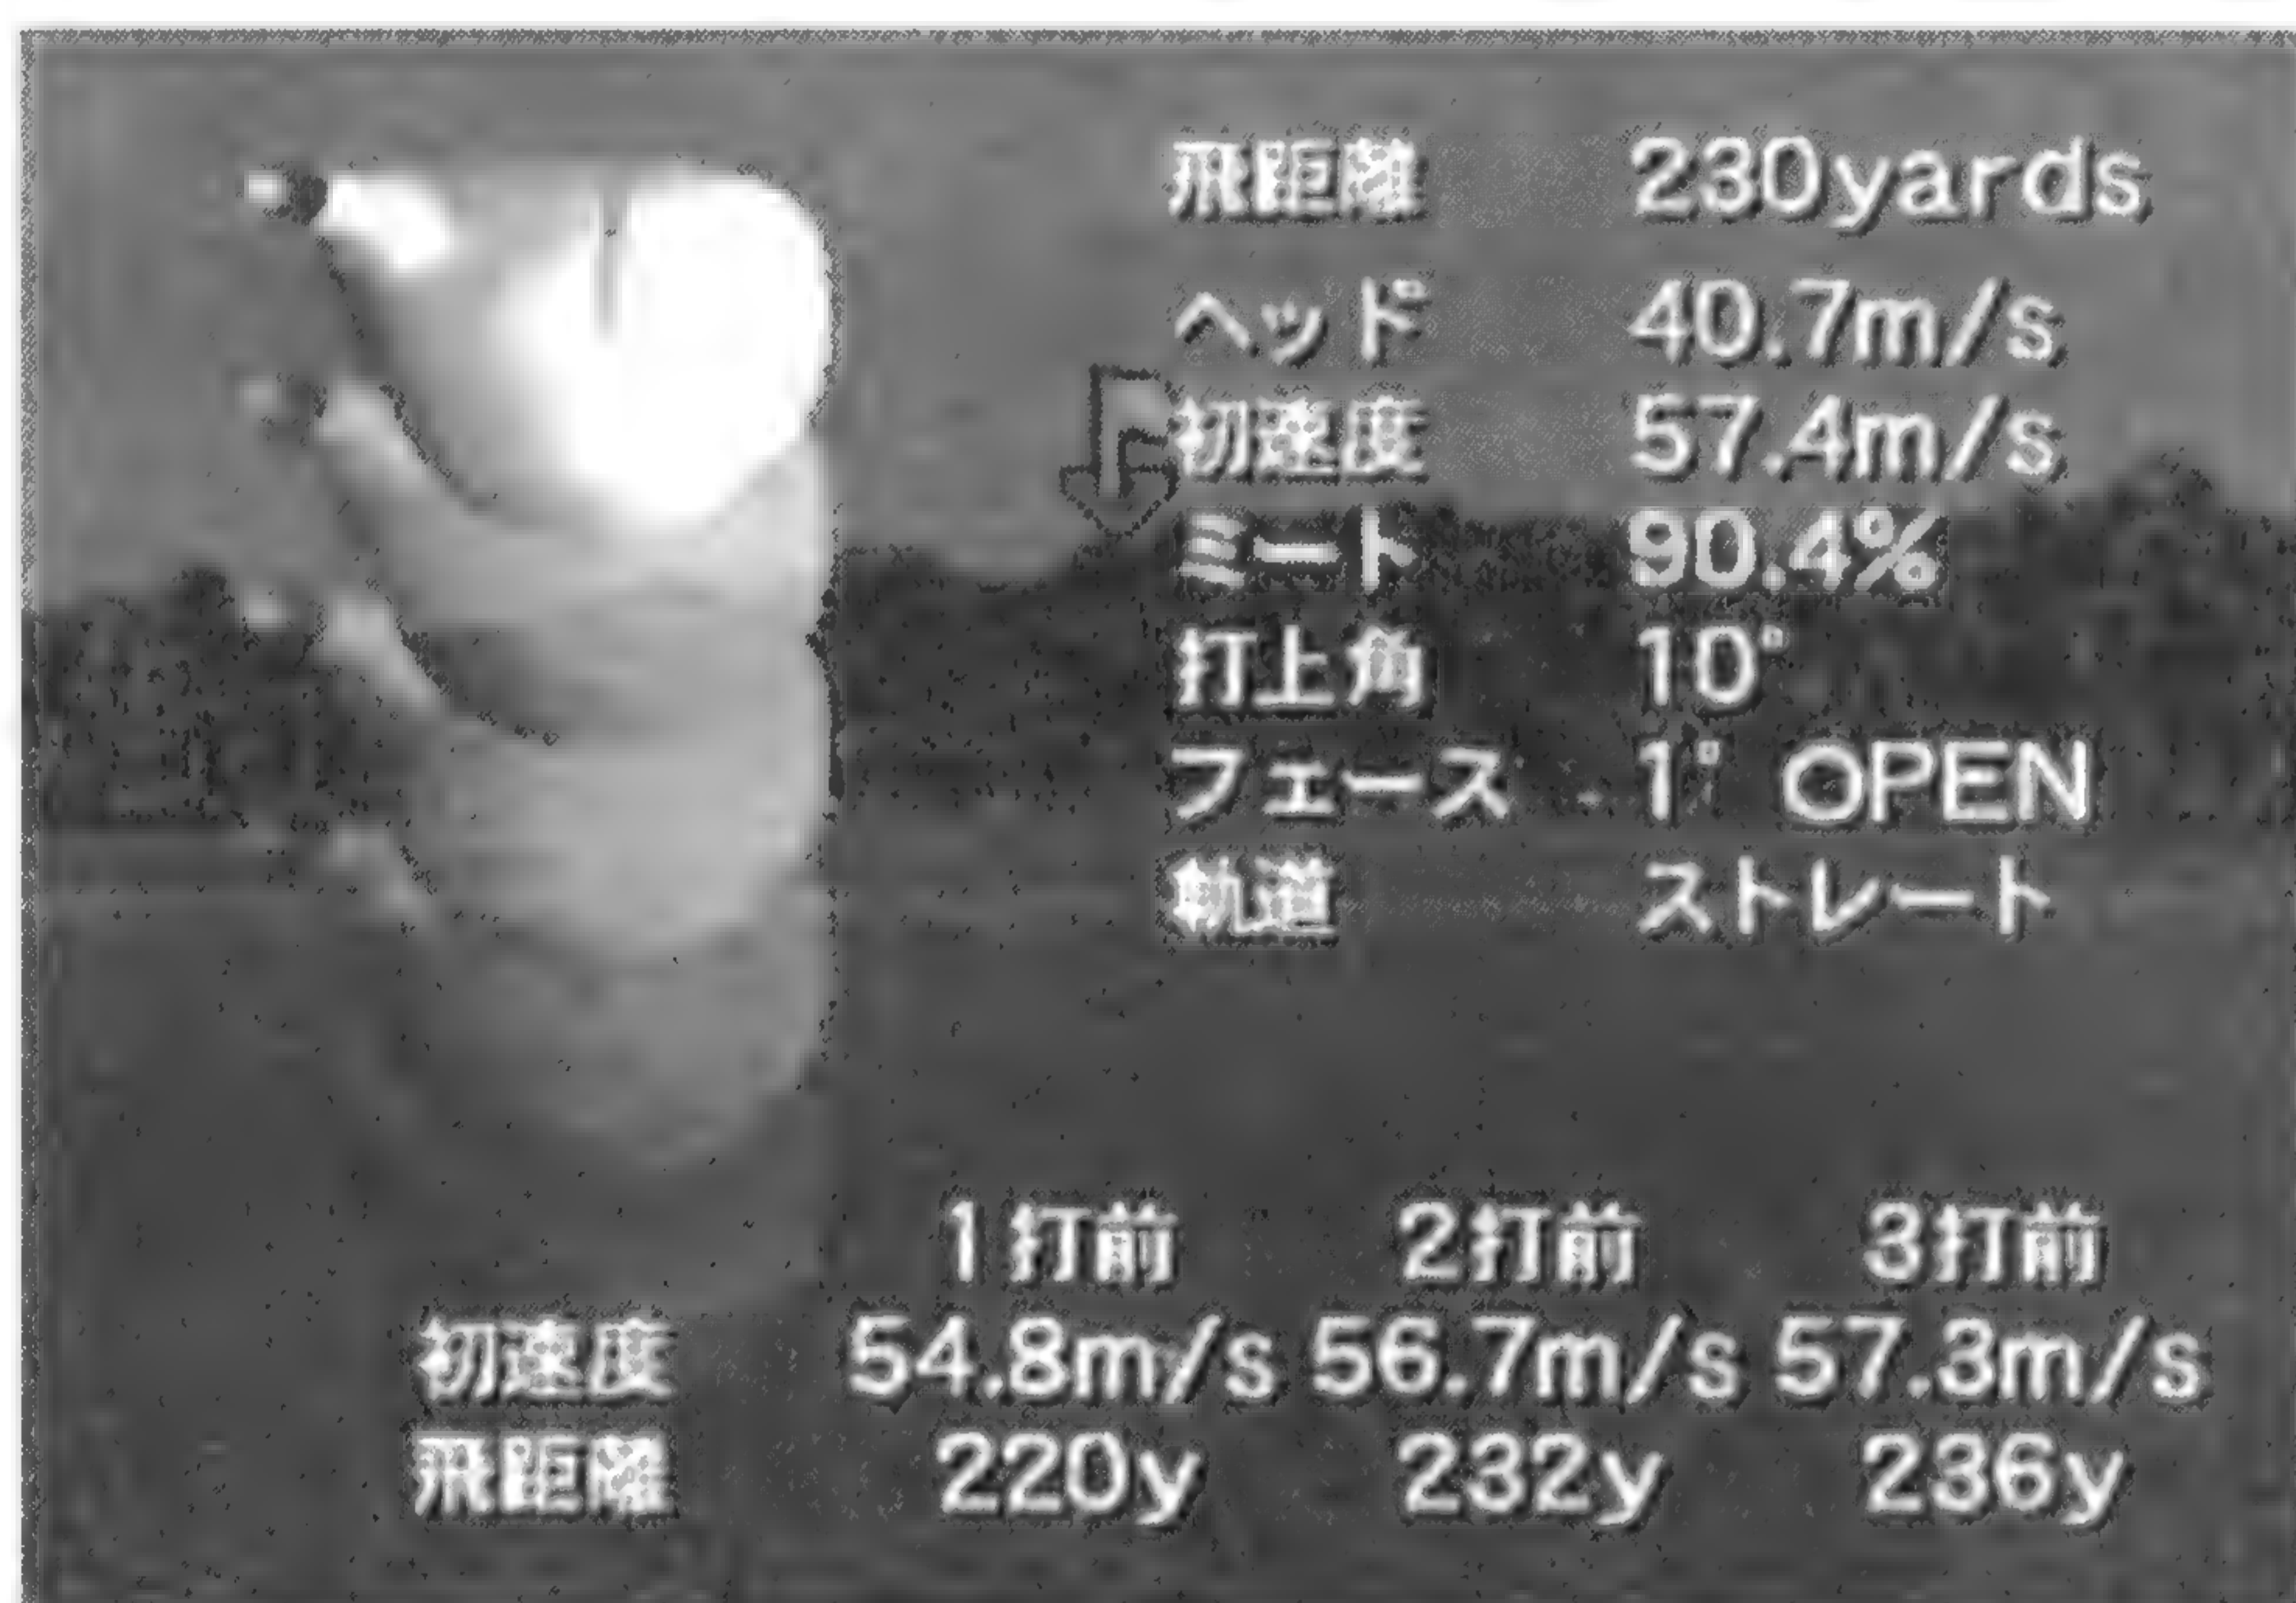 飛距離 230yards
ヘッド 40.7m/s
初速度 57.4m/s
ミート 90.4%
打上角 10°
フェース 1° OPEN
軌道 ストレート
1打前 2打前 3打前
初速度 54.8m/s 56.7m/s 57.3m/s
飛距離 220y 232y 236y